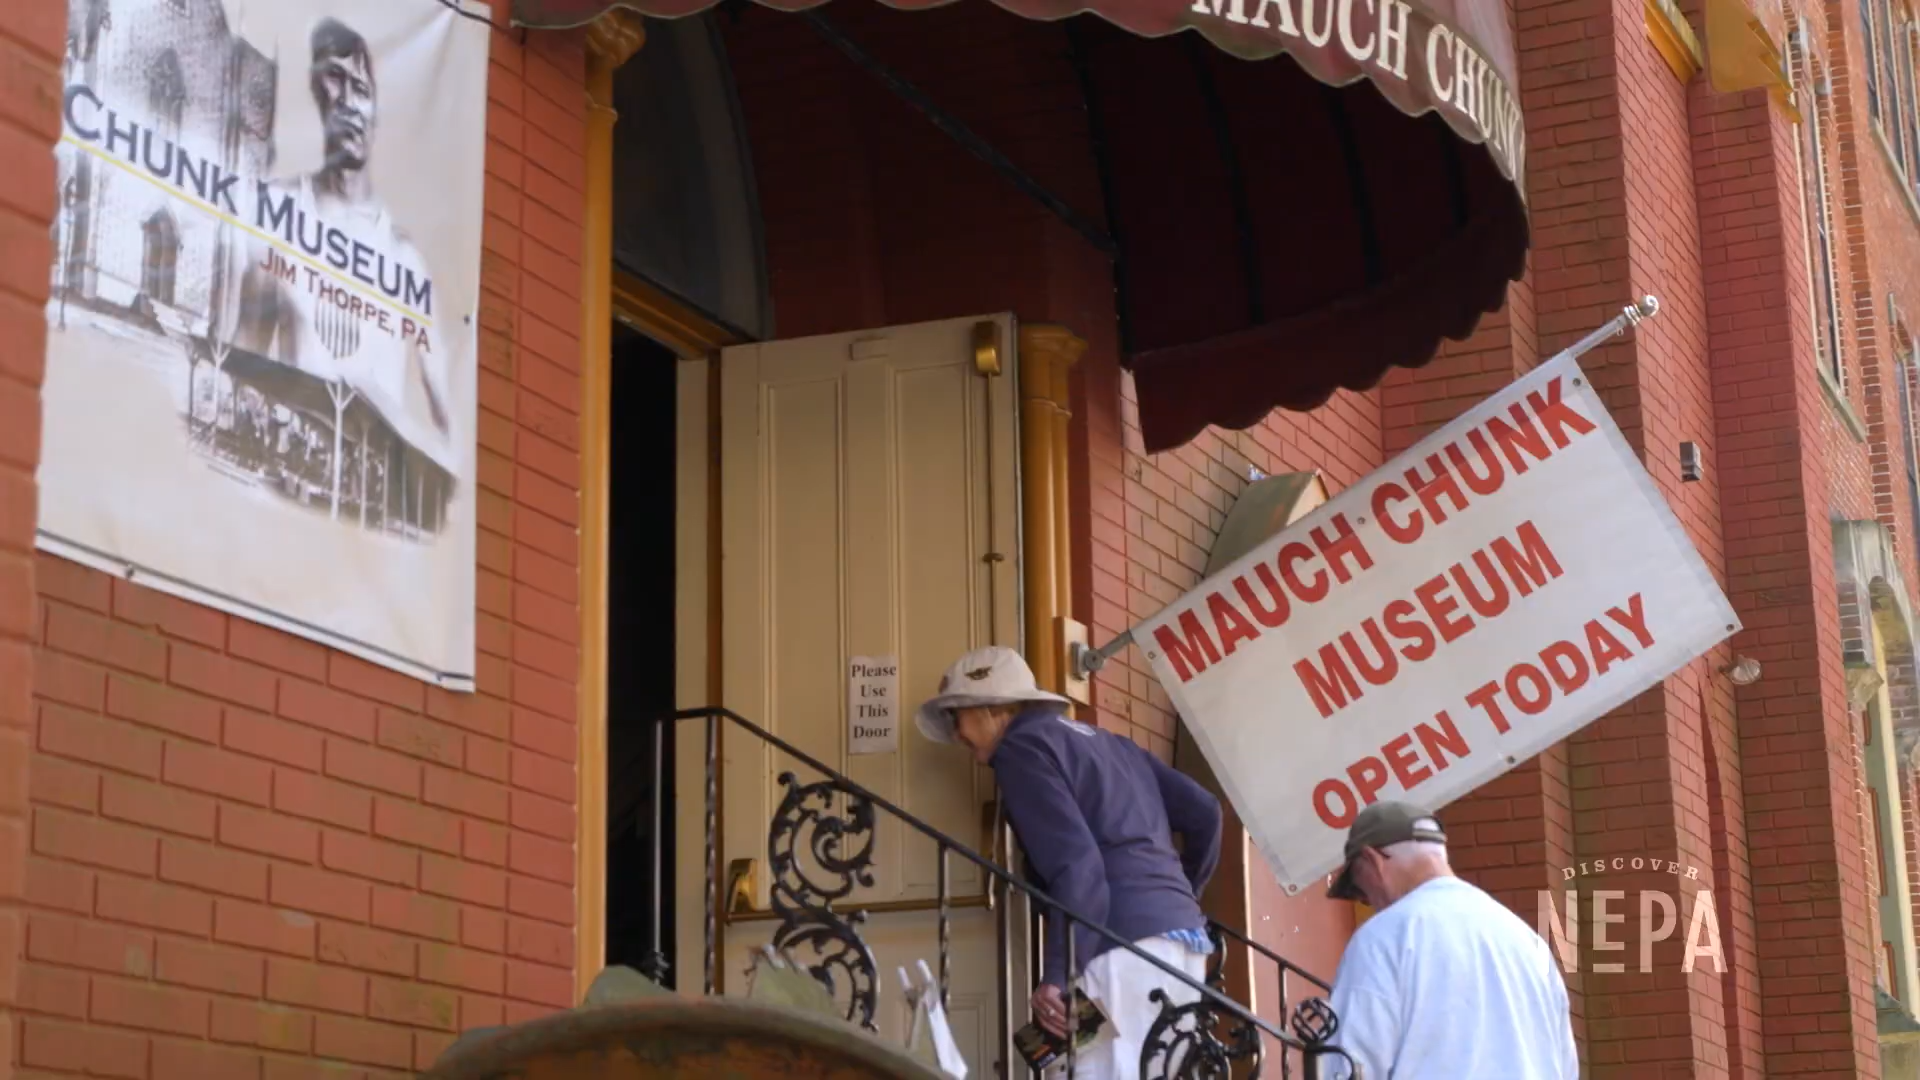 CHUNK MUSEUM
JIM THORPE, PA
MAUCH CHUNK
Please
Use
This
Door
MAUCH CHUNK
MUSEUM
OPEN TODAY
DISCOVER
NEPA